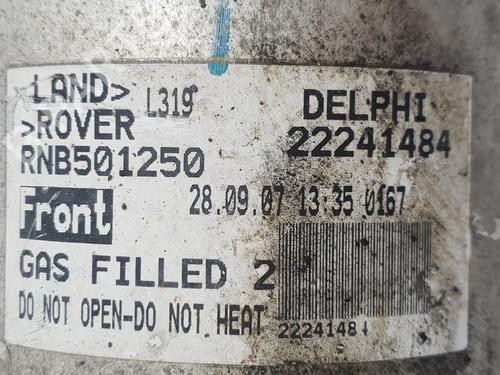 LAND> L319 DELPHI
>ROVER 22241484
RNB501250
Front 28.09.07 13:35 0167
GAS FILLED 2
DO NOT OPEN-DO NOT HEAT
22241484